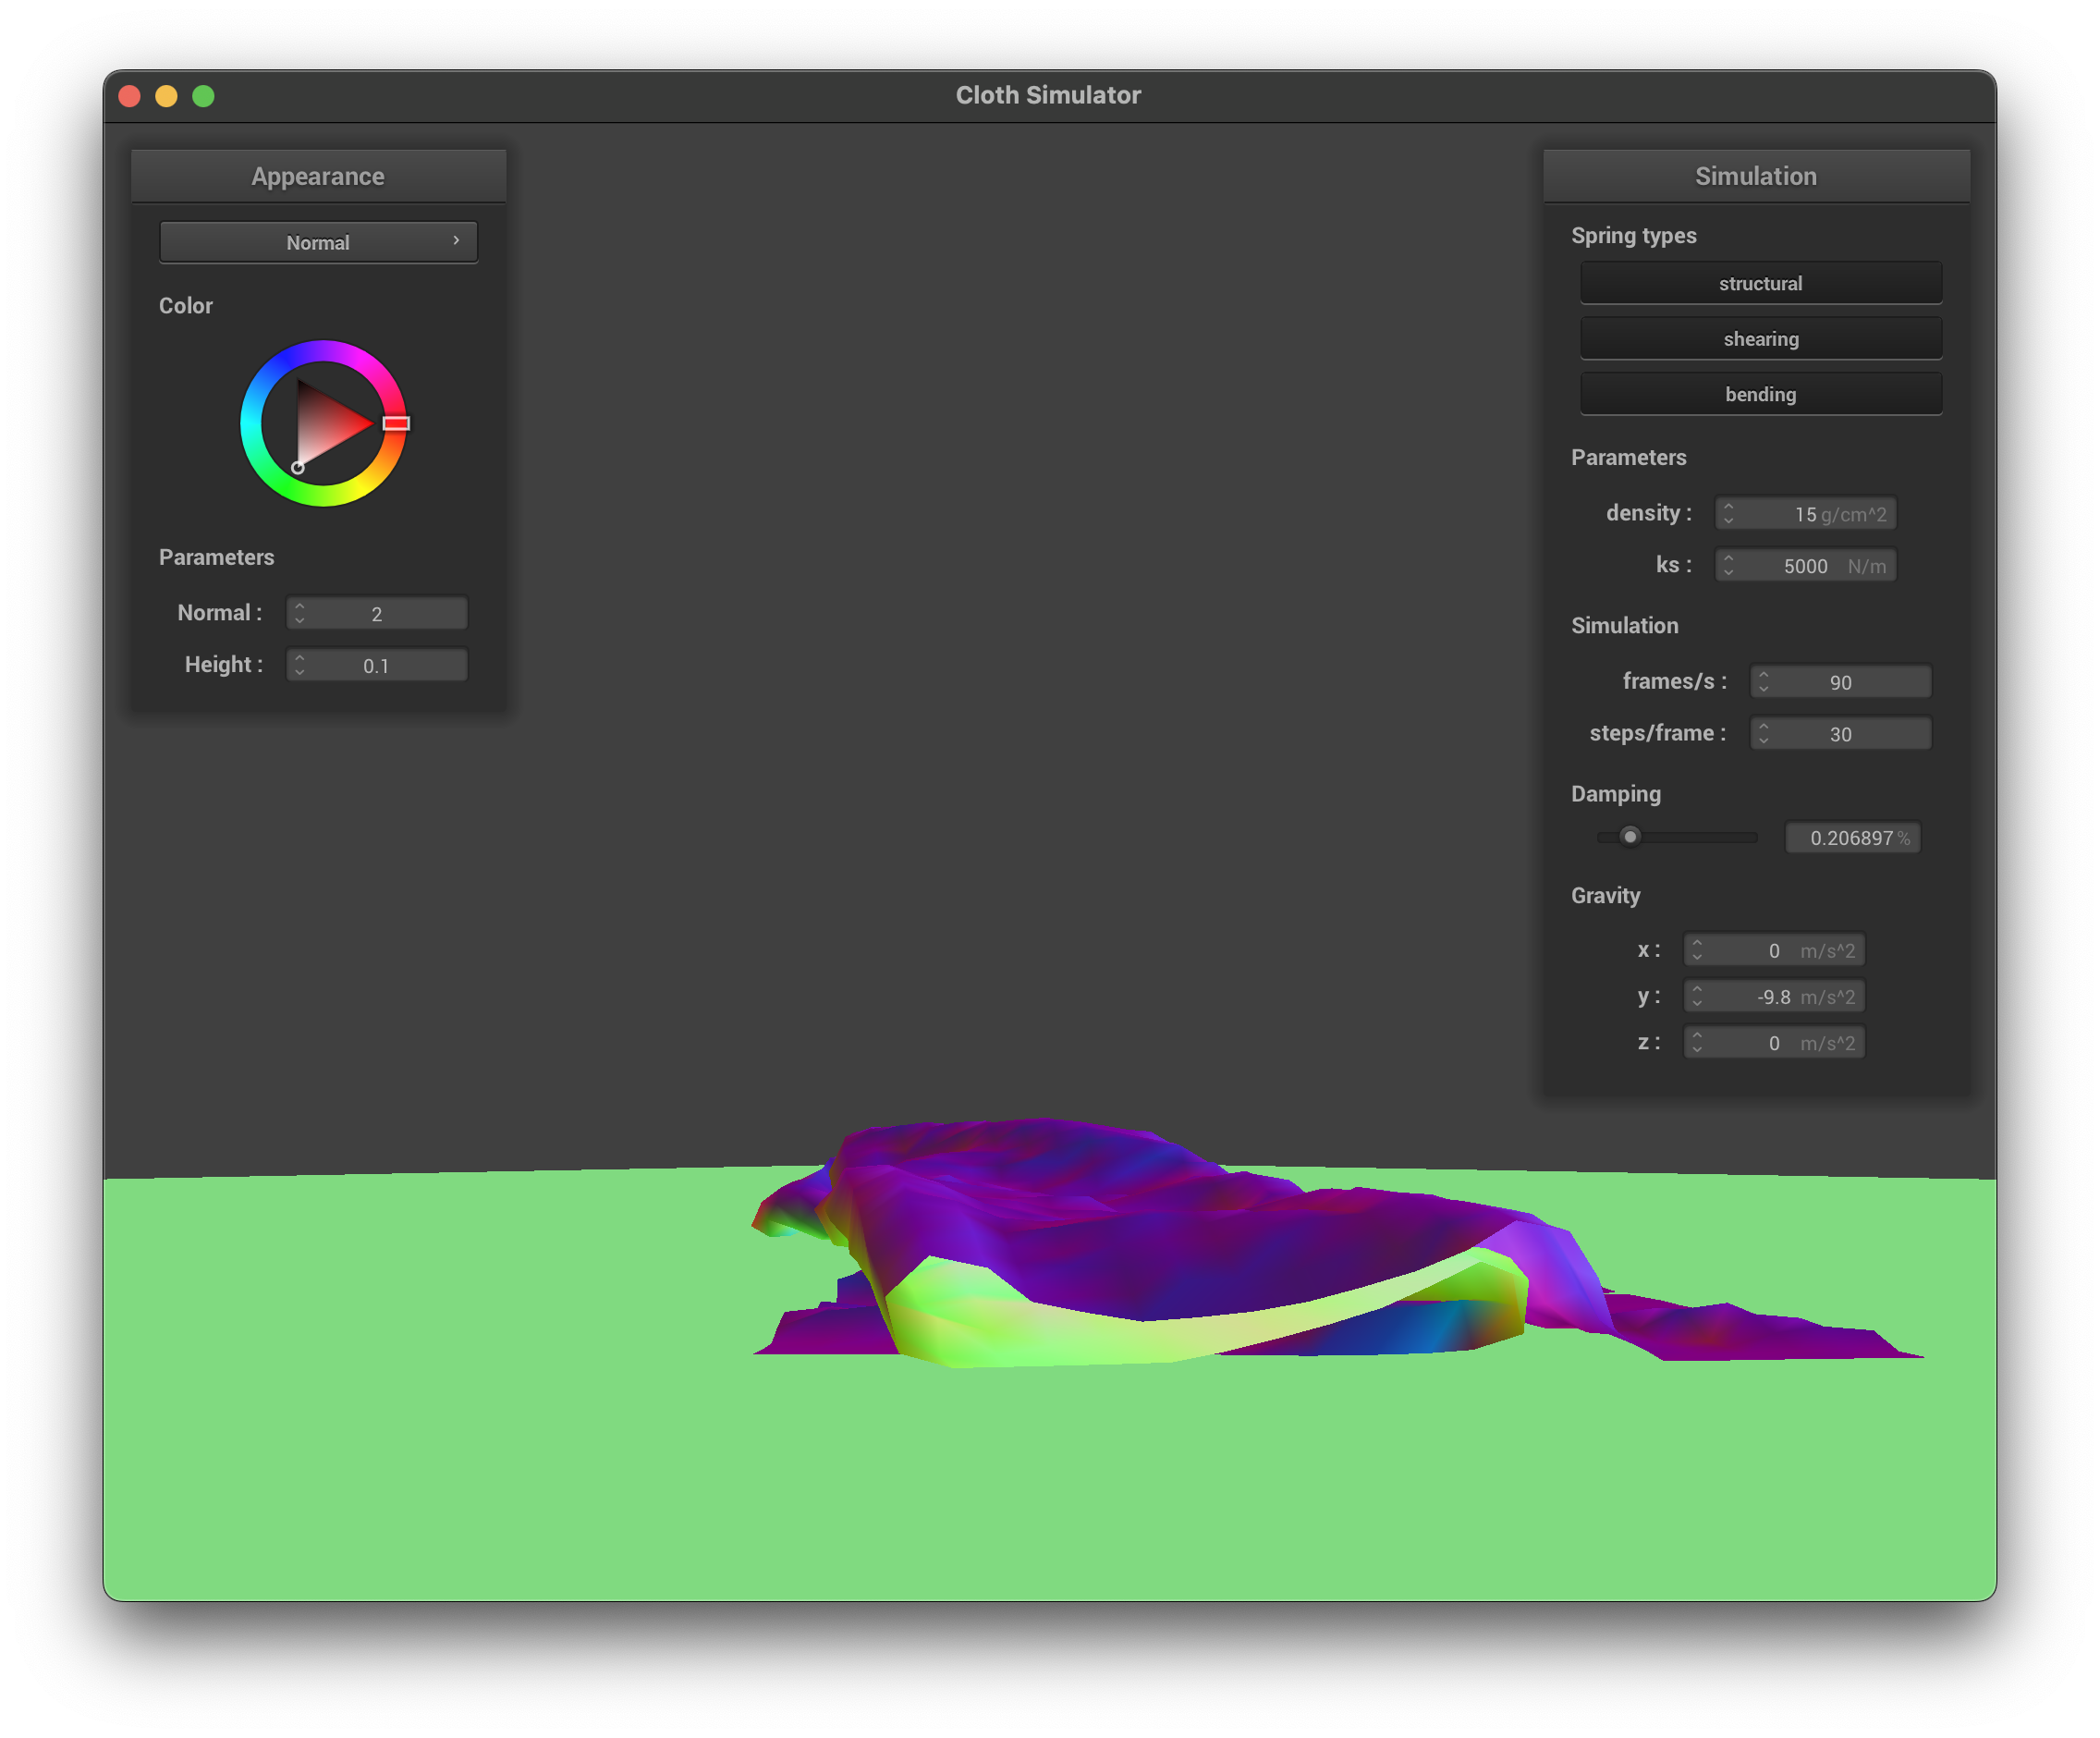 Cloth Simulator
Appearance
Normal
Color
Parameters
Normal : 2
Height : 0.1
Simulation
Spring types
structural
shearing
bending
Parameters
density : 15 g/cm^2
ks : 5000 N/m
Simulation
frames/s : 90
steps/frame : 30
Damping
0.206897 %
Gravity
x : 0 m/s^2
y : -9.8 m/s^2
z : 0 m/s^2